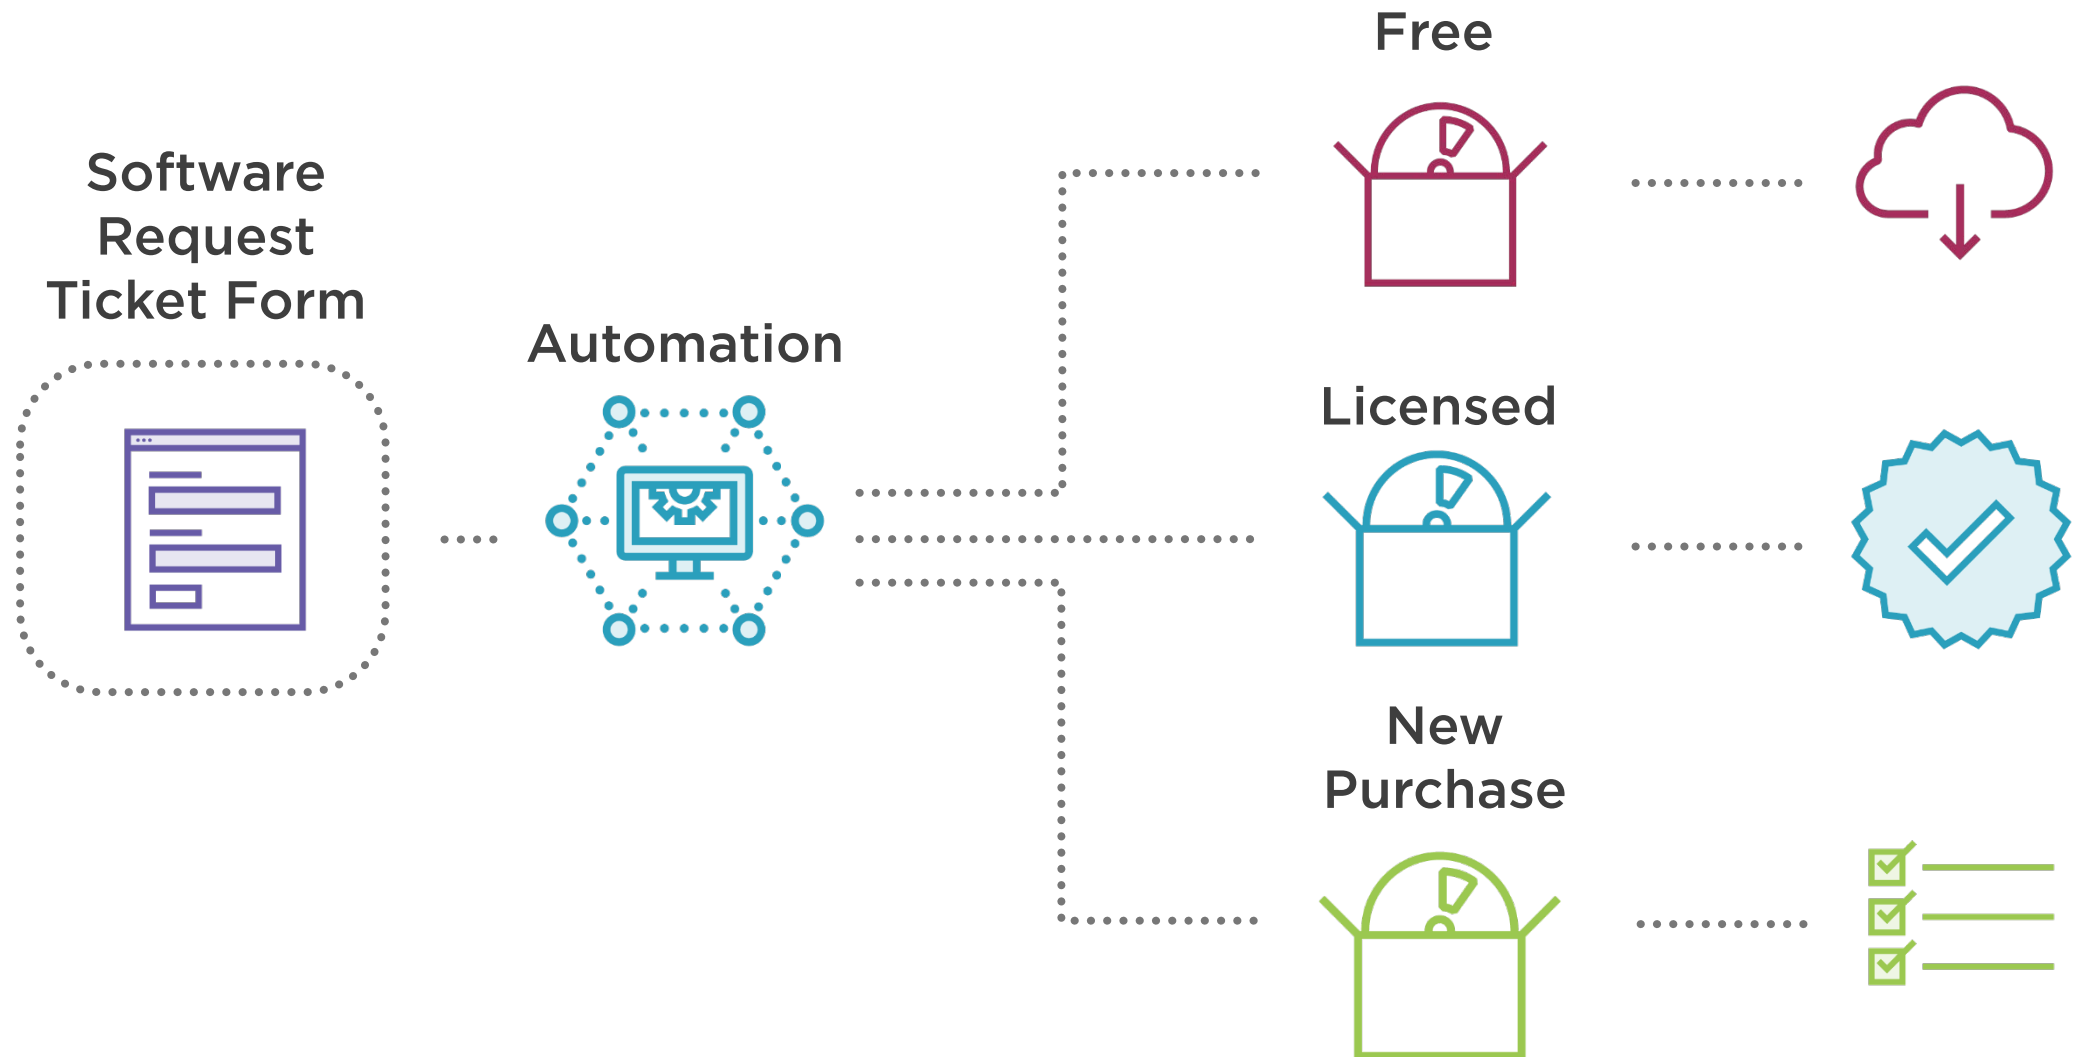 Software
Request
Ticket Form
Automation
Free
Licensed
New
Purchase